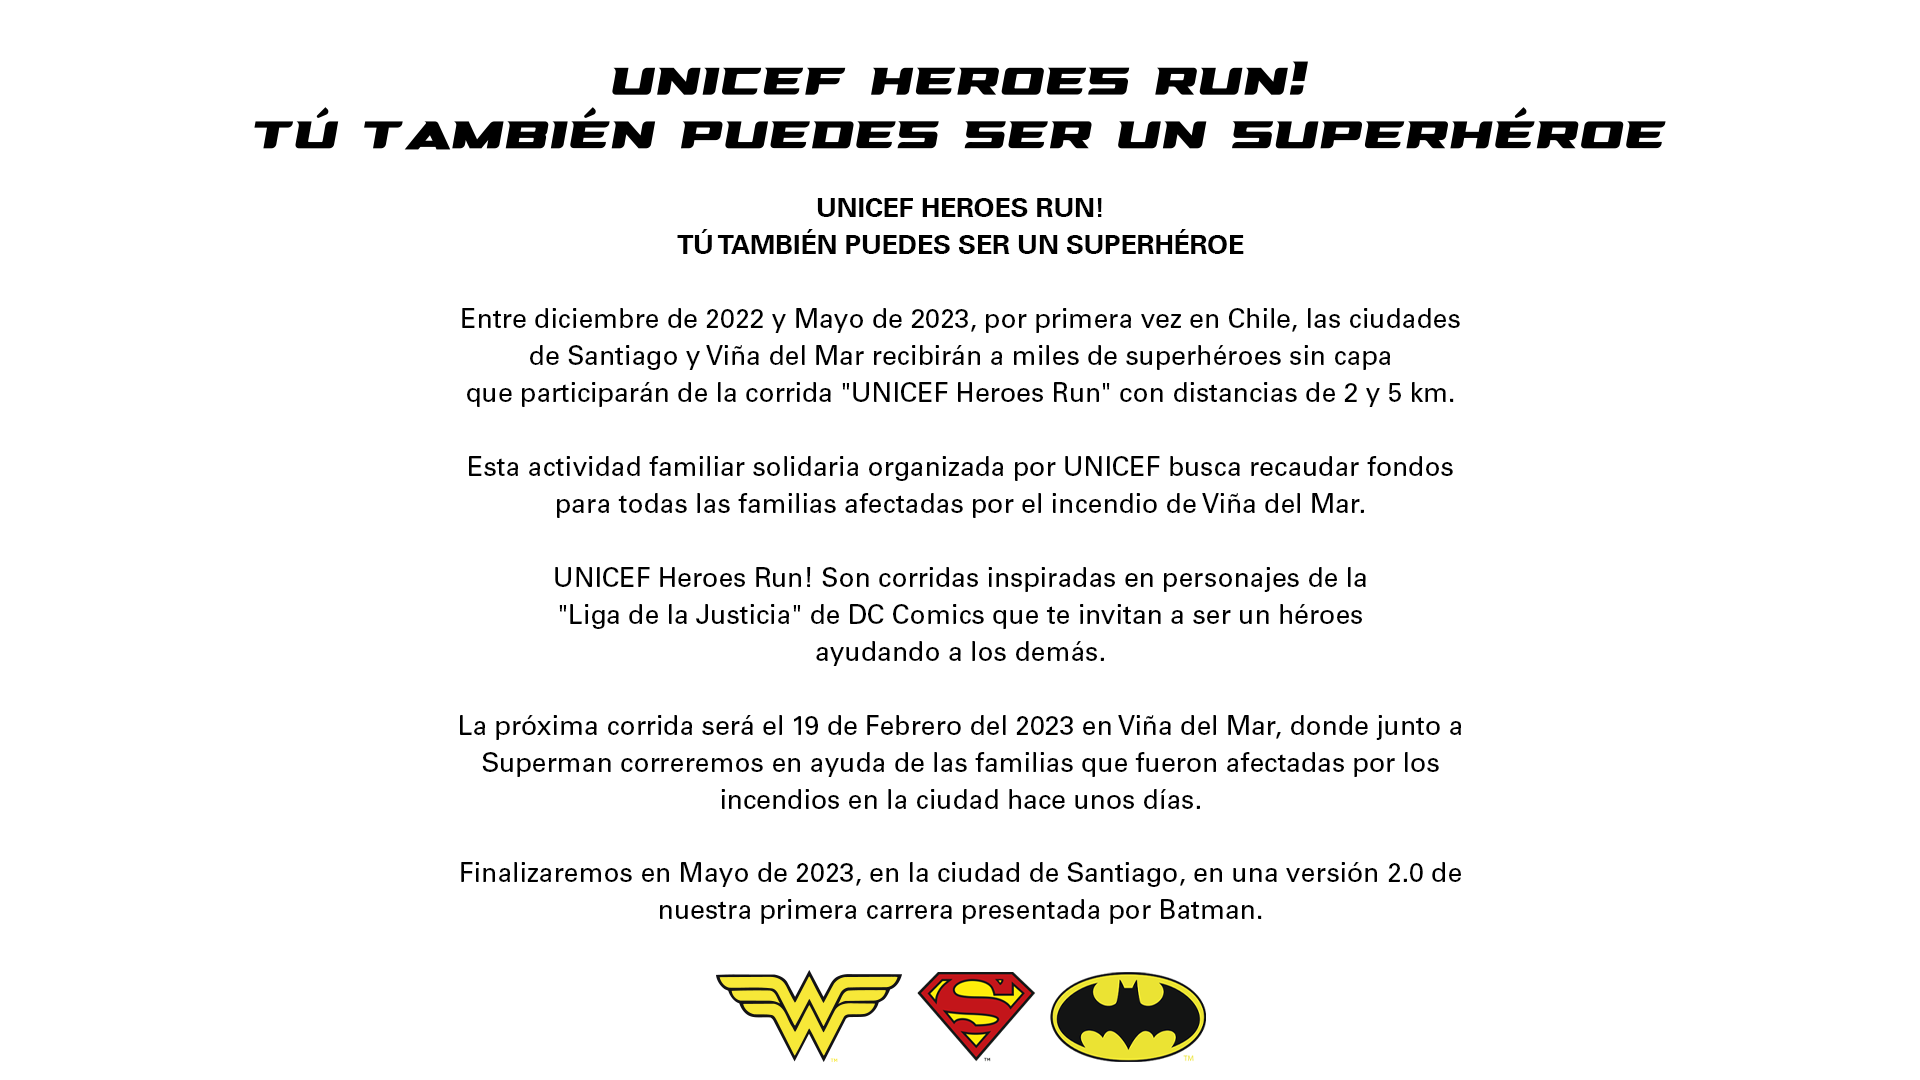 UNICEF HEROES RUN!
TÚ TAMBIÉN PUEDES SER UN SUPERHÉROE
UNICEF HEROES RUN!
TÚ TAMBIÉN PUEDES SER UN SUPERHÉROE
Entre diciembre de 2022 y Mayo de 2023, por primera vez en Chile, las ciudades
de Santiago y Viña del Mar recibirán a miles de superhéroes sin capa
que participarán de la corrida "UNICEF Heroes Run" con distancias de 2 y 5 km.
Esta actividad familiar solidaria organizada por UNICEF busca recaudar fondos
para todas las familias afectadas por el incendio de Viña del Mar.
UNICEF Heroes Run! Son corridas inspiradas en personajes de la
"Liga de la Justicia" de DC Comics que te invitan a ser un héroes
ayudando a los demás.
La próxima corrida será el 19 de Febrero del 2023 en Viña del Mar, donde junto a
Superman correremos en ayuda de las familias que fueron afectadas por los
incendios en la ciudad hace unos días.
Finalizaremos en Mayo de 2023, en la ciudad de Santiago, en una versión 2.0 de
nuestra primera carrera presentada por Batman.
TM TM TM